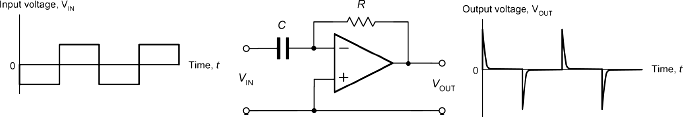 Input voltage, VIN
0
Time, t
C
R
−
+
VIN
VOUT
Output voltage, VOUT
0
Time, t